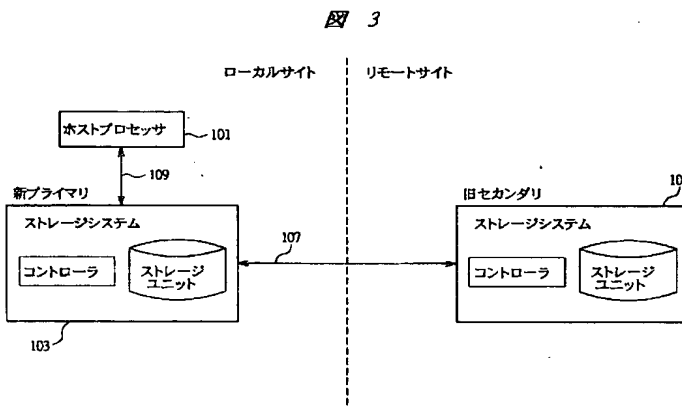 図 3
ローカルサイト
リモートサイト
ホストプロセッサ
101
109
新プライマリ
ストレージシステム
コントローラ
ストレージ
ユニット
103
107
旧セカンダリ
ストレージシステム
コントローラ
ストレージ
ユニット